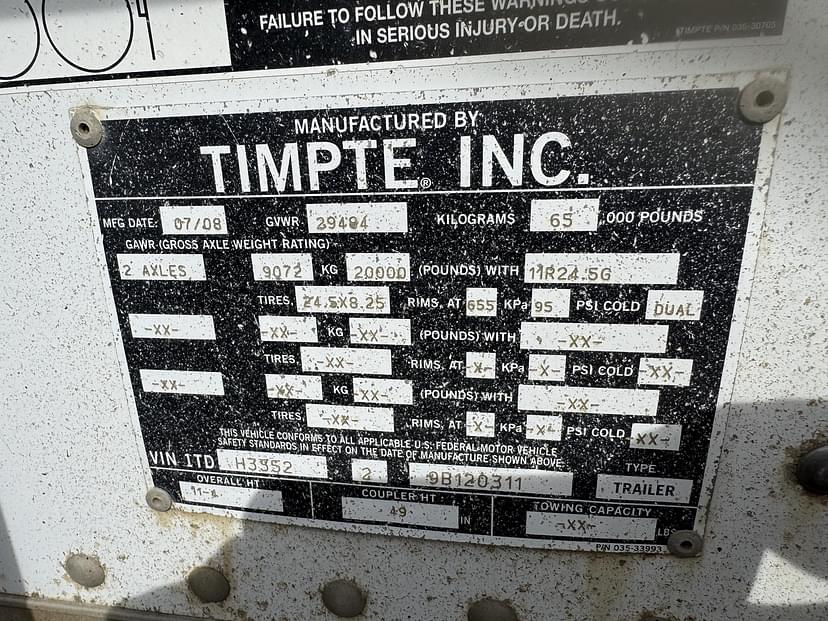 FAILURE TO FOLLOW THESE WARNINGS
IN SERIOUS INJURY OR DEATH.
TIMPTE P/N 035-30705
MANUFACTURED BY
TIMPTE® INC.
MFG DATE: 07/08 GVWR 29484 KILOGRAMS 65 ,000 POUNDS
GAWR (GROSS AXLE WEIGHT RATING)
2 AXLES 9072 KG 20000 (POUNDS) WITH 11R24.5G
TIRES, 24.5X8.25 RIMS, AT 655 KPa 95 PSI COLD DUAL
-XX- -XX- KG -XX- (POUNDS) WITH -XX-
TIRES, -XX- RIMS, AT -X- KPa -X- PSI COLD -XX-
-XX- -XX KG -XX- (POUNDS) WITH -XX-
TIRES, -XX- RIMS, AT -X- KPa -X- PSI COLD -XX-
THIS VEHICLE CONFORMS TO ALL APPLICABLE U.S. FEDERAL MOTOR VEHICLE
SAFETY STANDARDS IN EFFECT ON THE DATE OF MANUFACTURE SHOWN ABOVE
VIN 1TD H3552 2 9B120311 TYPE TRAILER
OVERALL HT COUPLER HT TOWING CAPACITY
49 IN -XX- LBS
P/N 035-33993